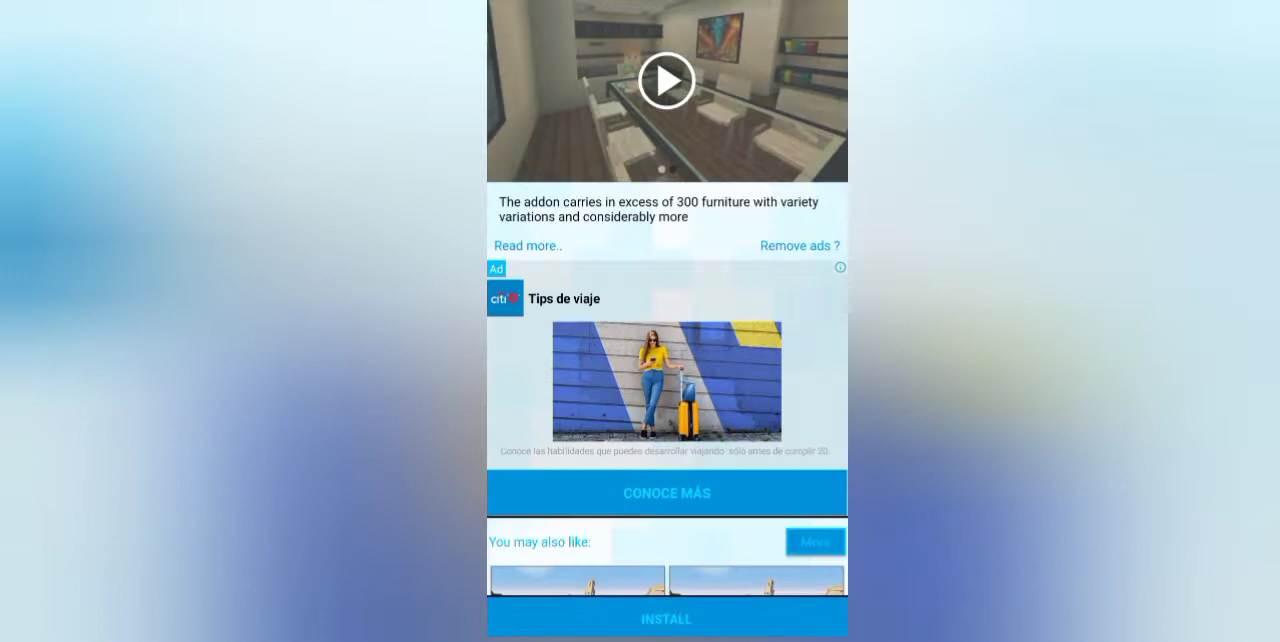 The addon carries in excess of 300 furniture with variety
variations and considerably more
Read more..
Remove ads ?
Ad
citi
Tips de viaje
Conoce las habilidades que puedes desarrollar viajando sólo antes de cumplir 20.
CONOCE MÁS
You may also like:
More
INSTALL